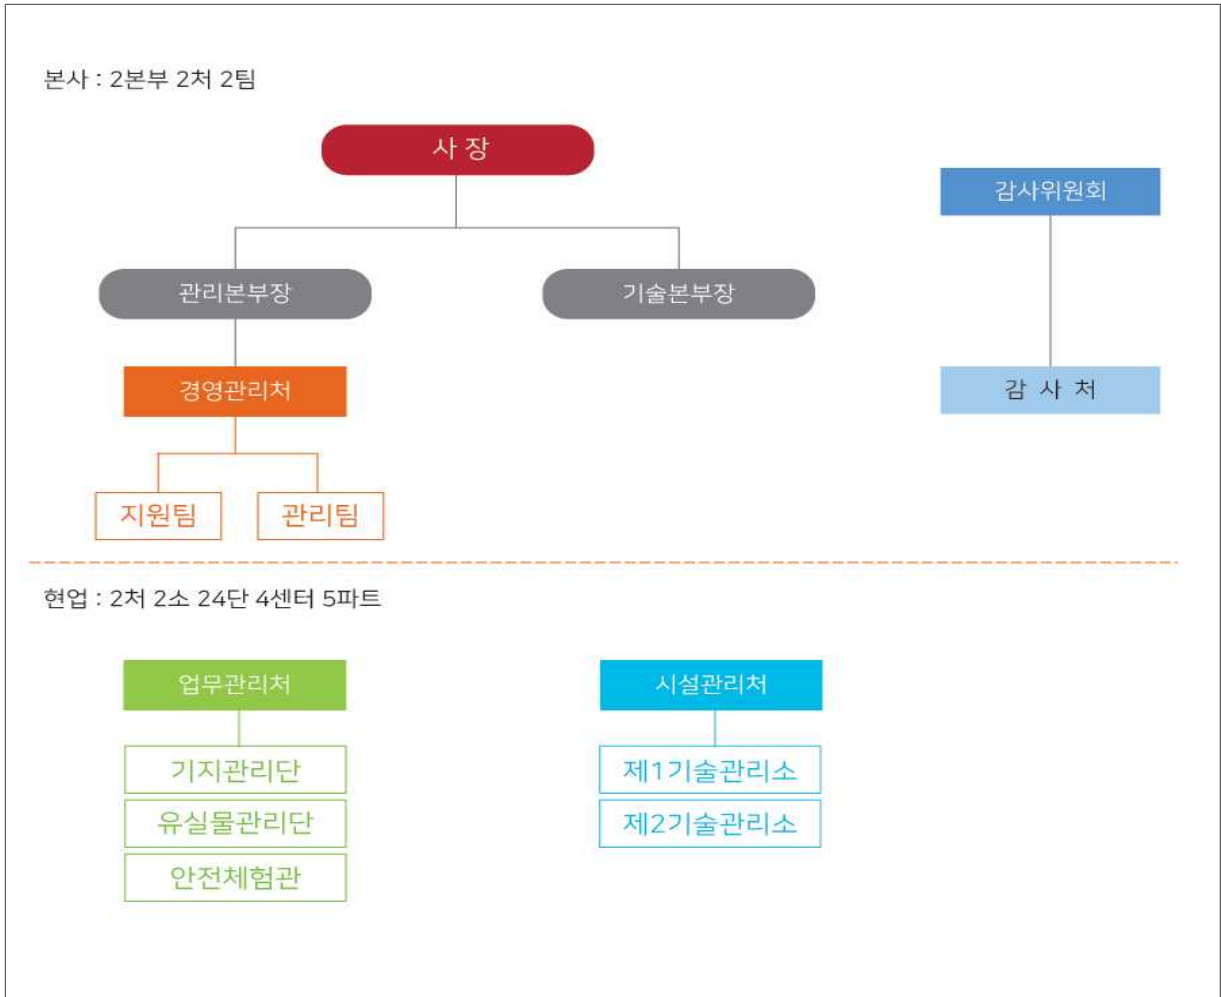 본사 : 2본부 2처 2팀
사 장
감사위원회
관리본부장
기술본부장
경영관리처
감 사 처
지원팀
관리팀
현업 : 2처 2소 24단 4센터 5파트
업무관리처
시설관리처
기지관리단
제1기술관리소
유실물관리단
제2기술관리소
안전체험관